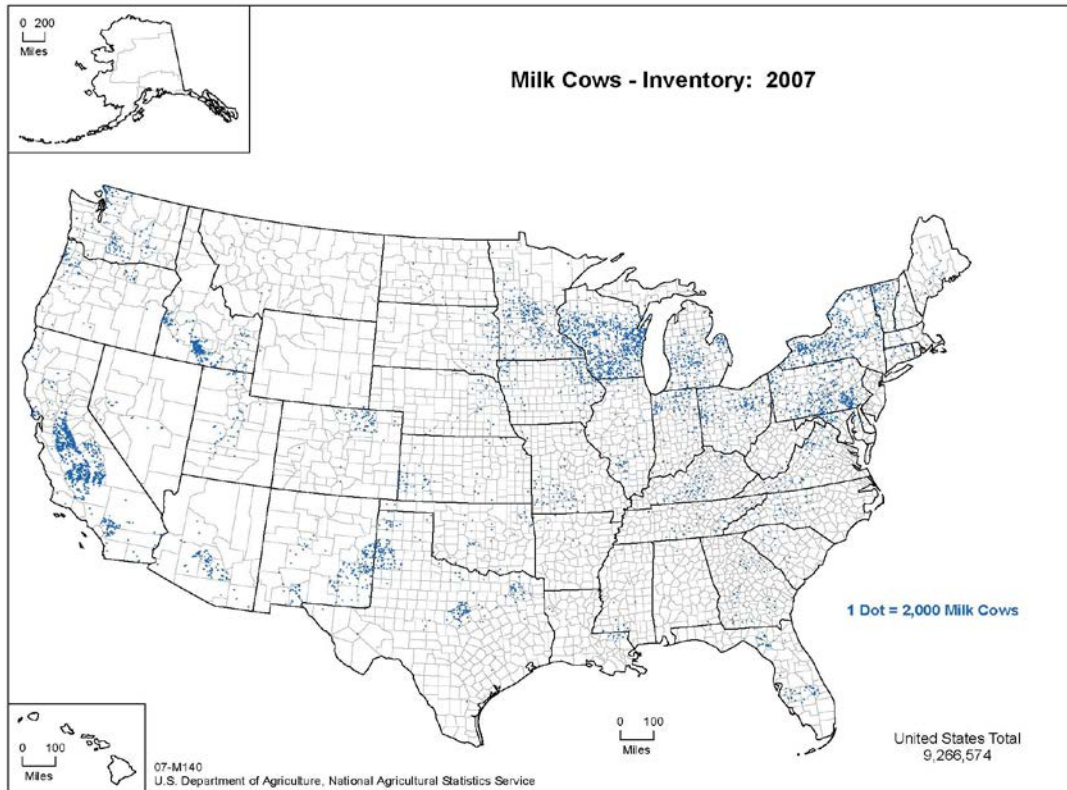 0 200
Miles
Milk Cows - Inventory: 2007
1 Dot = 2,000 Milk Cows
0 100
Miles
0 100
Miles
United States Total
9,266,574
07-M140
U.S. Department of Agriculture, National Agricultural Statistics Service